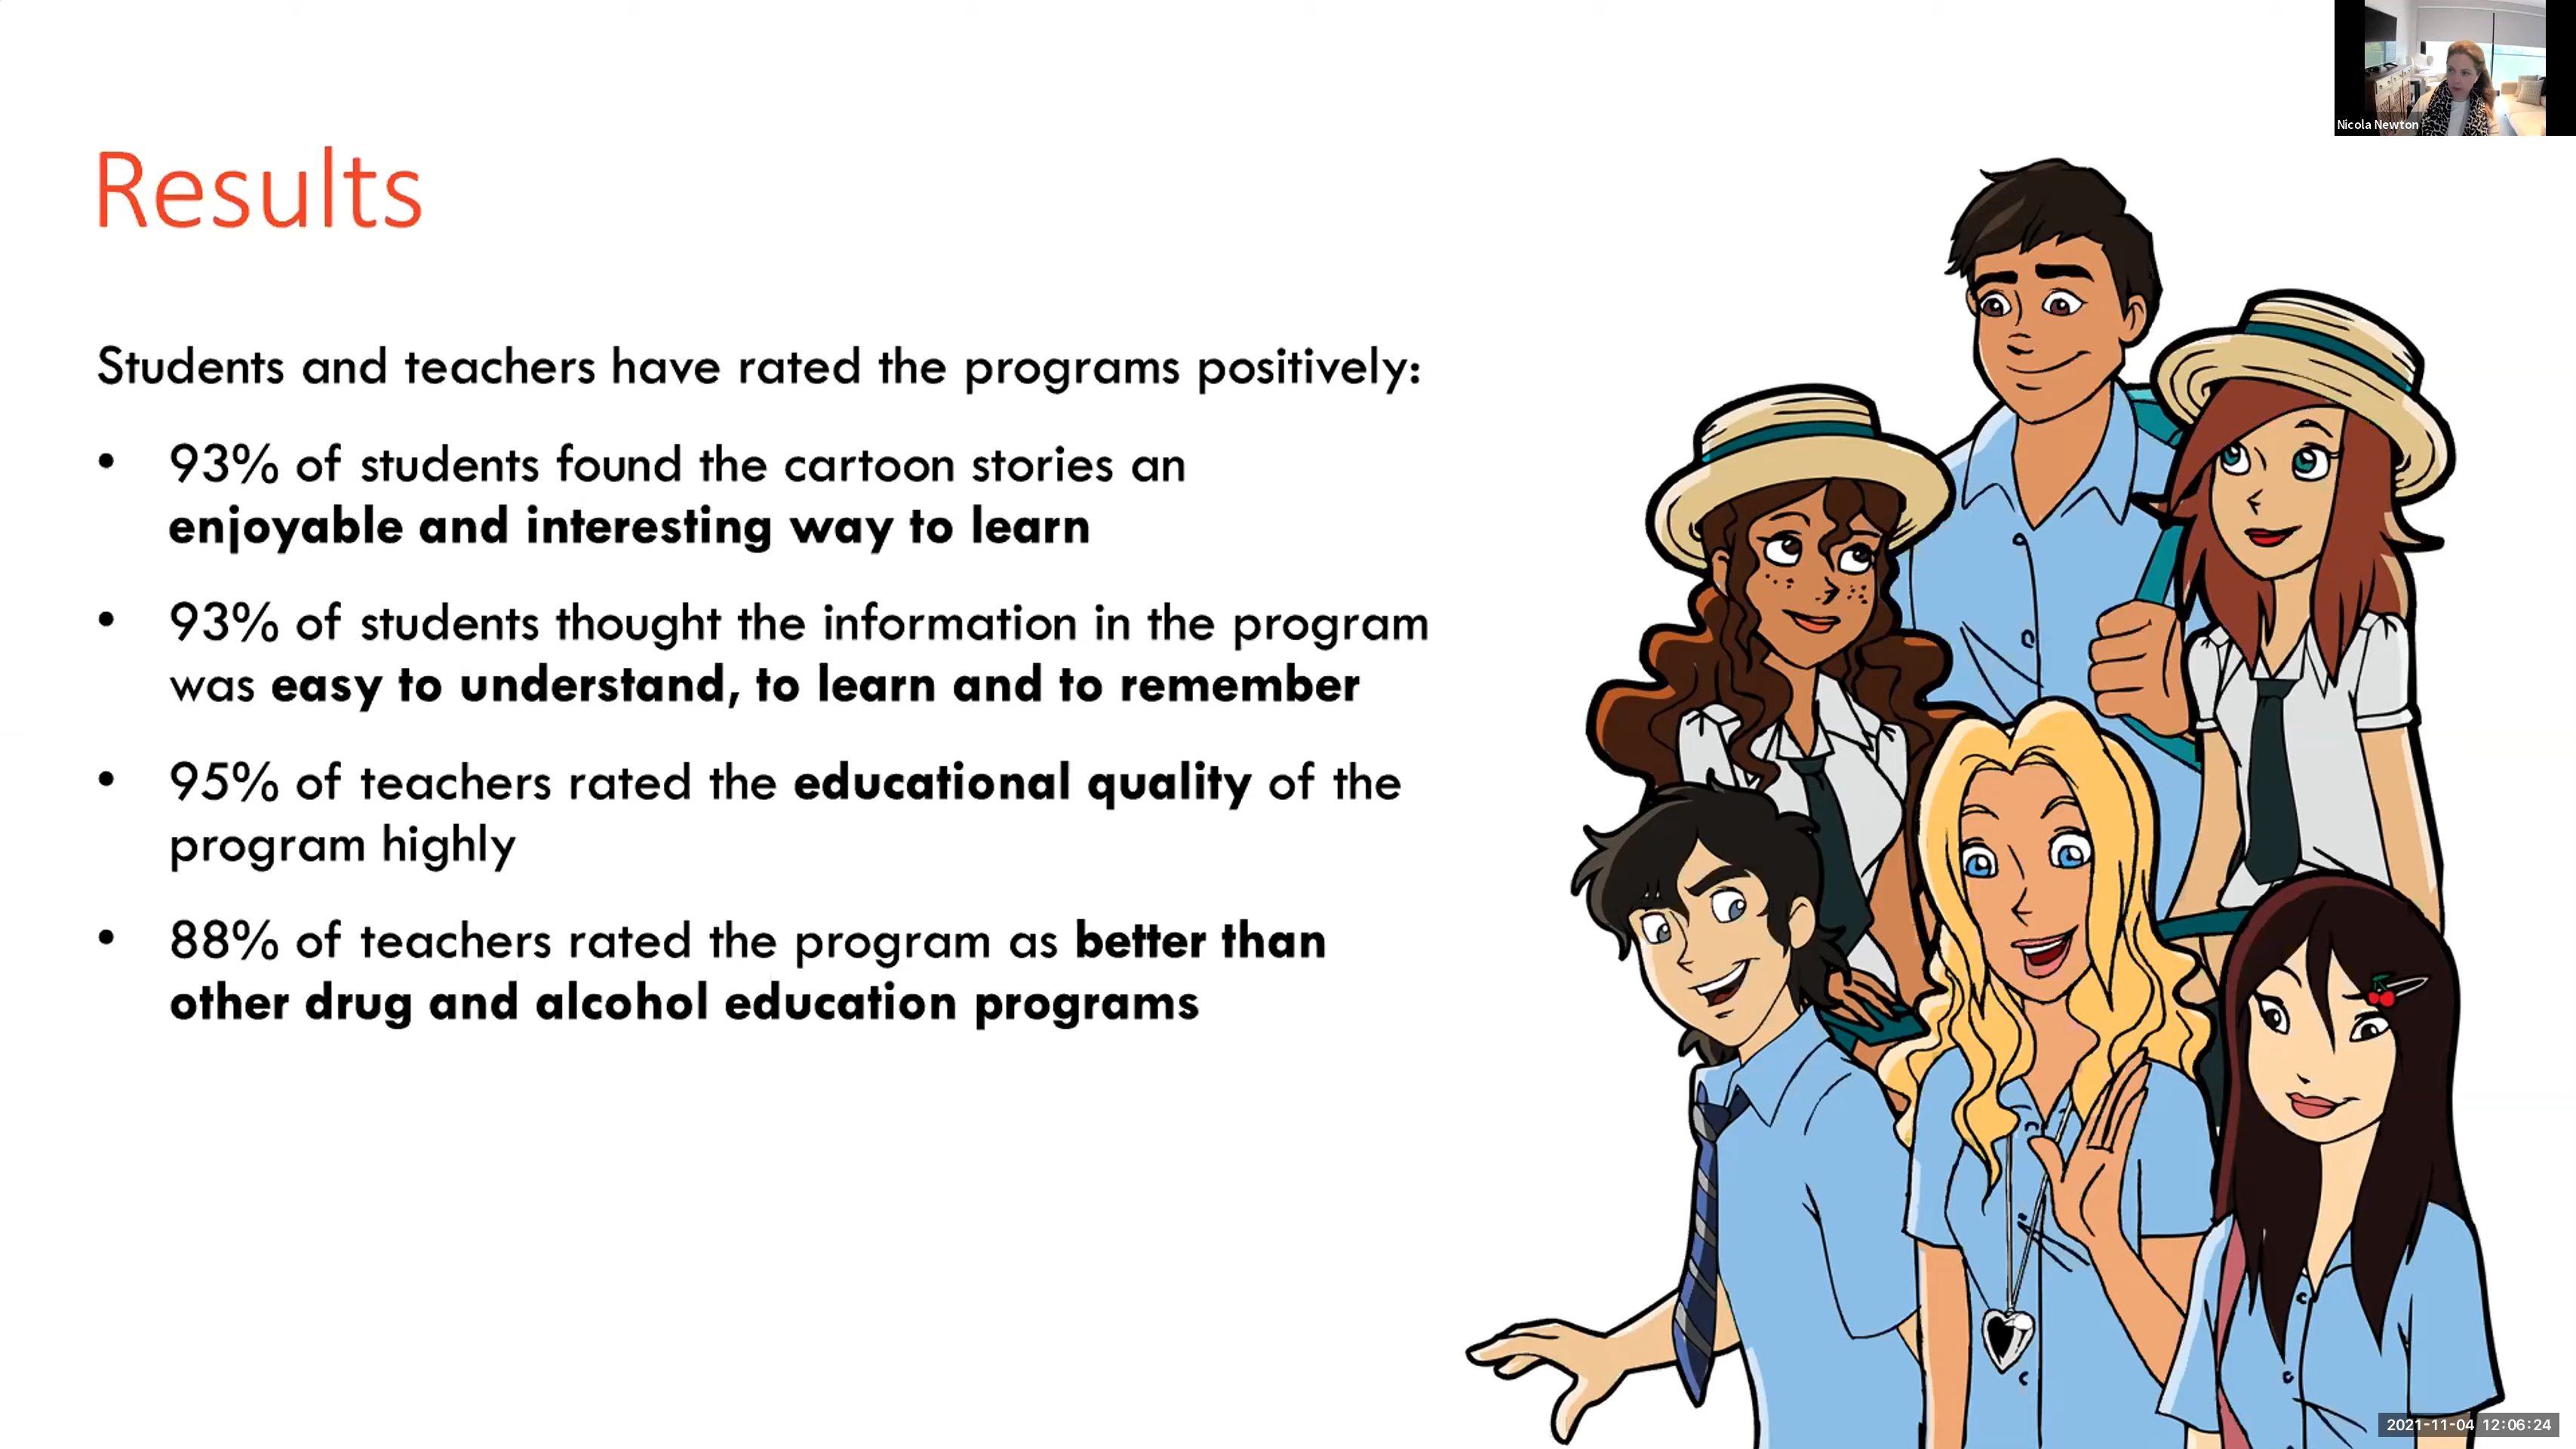 Nicola Newton
Results
Students and teachers have rated the programs positively:
• 93% of students found the cartoon stories an
enjoyable and interesting way to learn
• 93% of students thought the information in the program
was easy to understand, to learn and to remember
• 95% of teachers rated the educational quality of the
program highly
• 88% of teachers rated the program as better than
other drug and alcohol education programs
2021-11-04 12:06:24